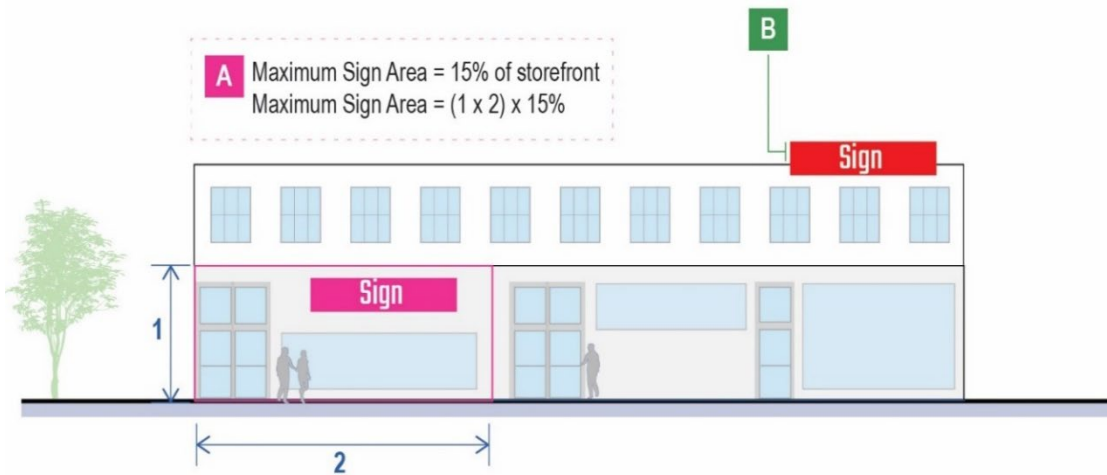 B
A Maximum Sign Area = 15% of storefront
Maximum Sign Area = (1 x 2) x 15%
Sign
Sign
1
2